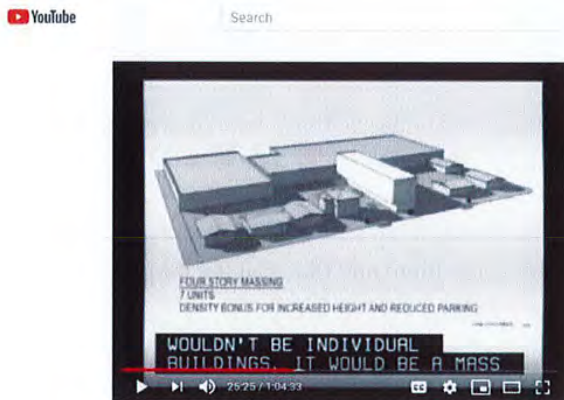 YouTube
Search
FOUR STORY MASSING
7 UNITS
DENSITY BONUS FOR INCREASED HEIGHT AND REDUCED PARKING
WOULDN'T BE INDIVIDUAL
BUILDINGS. IT WOULD BE A MASS
25:25 / 1:04:33
CC